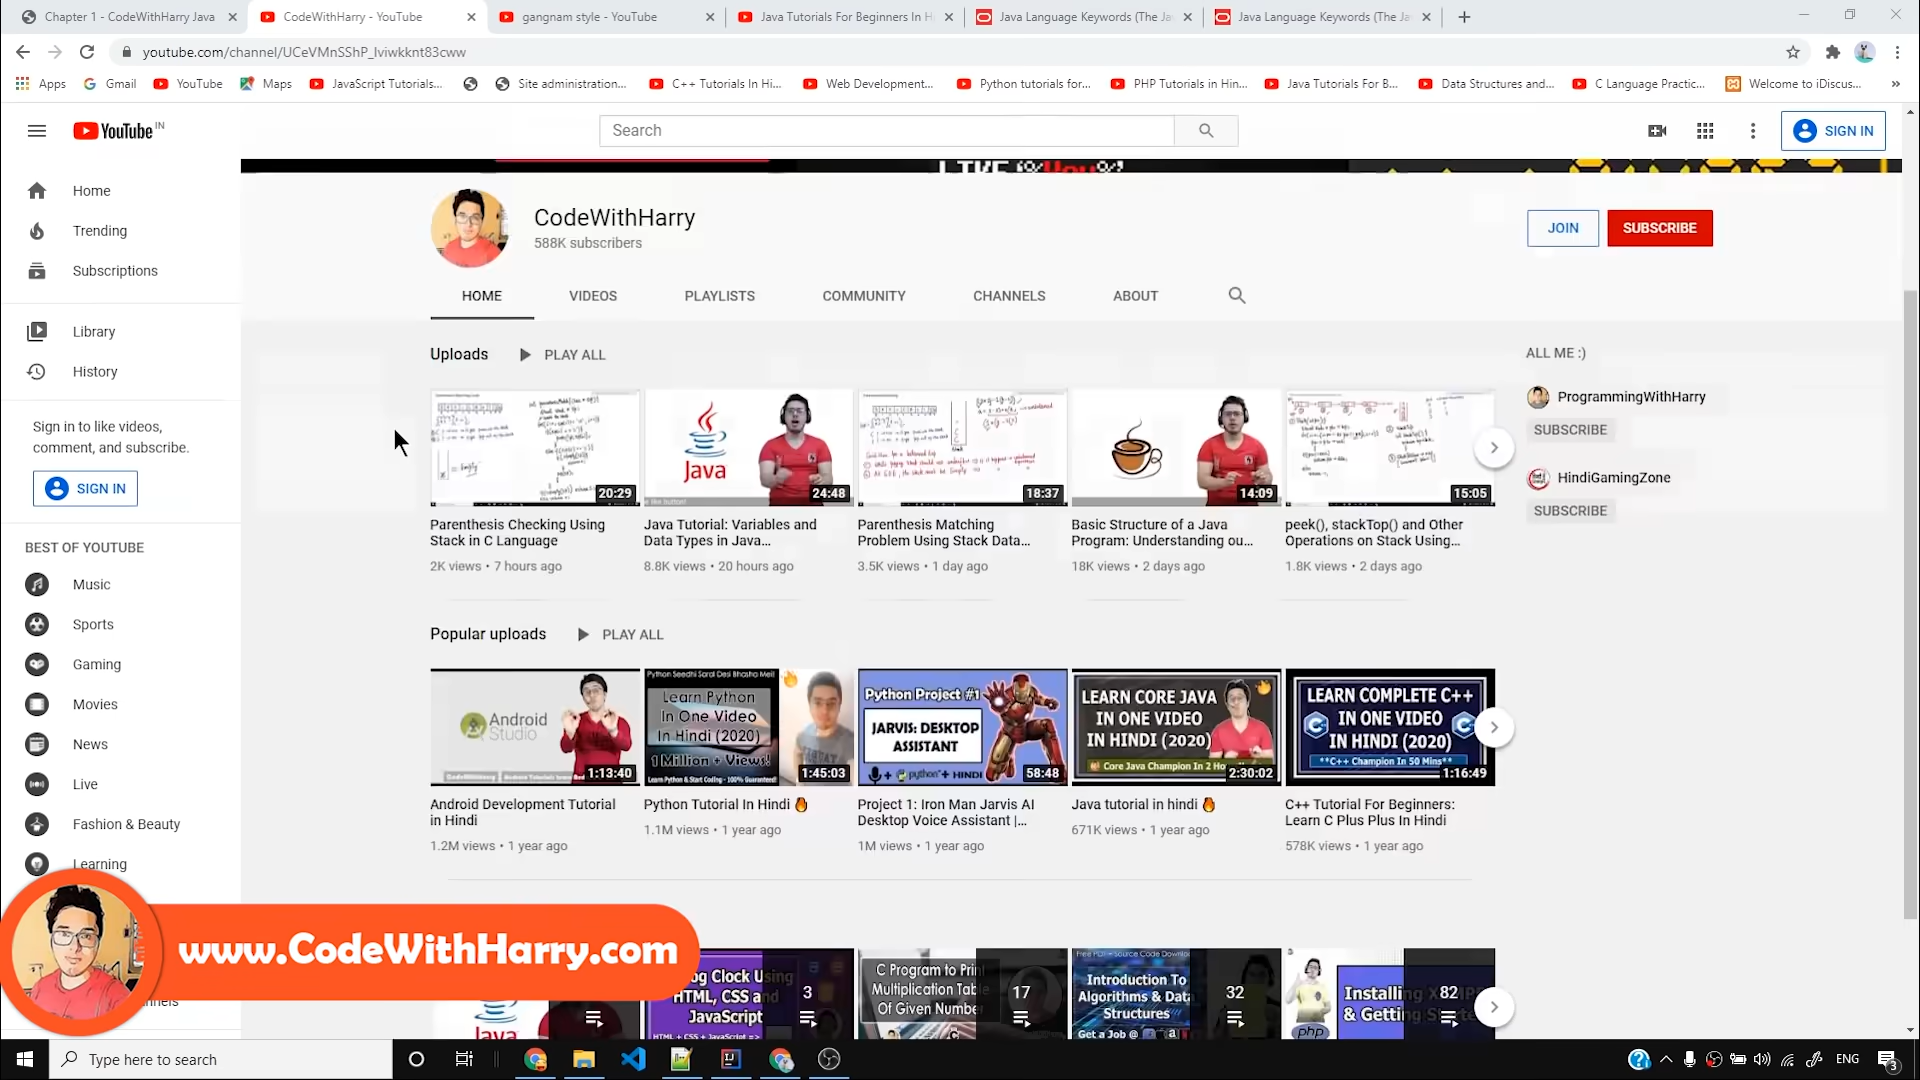 Chapter 1 - CodeWithHarry Java
CodeWithHarry - YouTube
gangnam style - YouTube
Java Tutorials For Beginners In H
Java Language Keywords (The Ja
Java Language Keywords (The Ja
youtube.com/channel/UCeVMnSShP_Iviwkknt83cww
Apps
Gmail
YouTube
Maps
JavaScript Tutorials...
Site administration...
C++ Tutorials In Hi...
Web Development...
Python tutorials for...
PHP Tutorials in Hin...
Java Tutorials For B...
Data Structures and...
C Language Practic...
Welcome to iDiscus...
YouTube IN
Search
SIGN IN
Home
Trending
Subscriptions
Library
History
Sign in to like videos,
comment, and subscribe.
SIGN IN
BEST OF YOUTUBE
Music
Sports
Gaming
Movies
News
Live
Fashion & Beauty
Learning
CodeWithHarry
588K subscribers
JOIN
SUBSCRIBE
HOME
VIDEOS
PLAYLISTS
COMMUNITY
CHANNELS
ABOUT
Uploads
PLAY ALL
20:29
Parenthesis Checking Using
Stack in C Language
2K views • 7 hours ago
Java
24:48
Java Tutorial: Variables and
Data Types in Java...
8.8K views • 20 hours ago
18:37
Parenthesis Matching
Problem Using Stack Data...
3.5K views • 1 day ago
14:09
Basic Structure of a Java
Program: Understanding ou...
18K views • 2 days ago
15:05
peek(), stackTop() and Other
Operations on Stack Using...
1.8K views • 2 days ago
ALL ME :)
ProgrammingWithHarry
SUBSCRIBE
HindiGamingZone
SUBSCRIBE
Popular uploads
PLAY ALL
Android
Studio
1:13:40
Android Development Tutorial
in Hindi
1.2M views • 1 year ago
Python Seedhi Saral Desi Bhasha Mei!
Learn Python
In One Video
In Hindi (2020)
1 Million + Views!
Learn Python & Start Coding - 100% Guaranteed!
1:45:03
Python Tutorial In Hindi 🔥
1.1M views • 1 year ago
Python Project #1
JARVIS: DESKTOP
ASSISTANT
+ python + HINDI
58:48
Project 1: Iron Man Jarvis AI
Desktop Voice Assistant |...
1M views • 1 year ago
LEARN CORE JAVA
IN ONE VIDEO
IN HINDI (2020)
Core Java Champion In 2 Ho
2:30:02
Java tutorial in hindi 🔥
671K views • 1 year ago
LEARN COMPLETE C++
IN ONE VIDEO
IN HINDI (2020)
**C++ Champion In 50 Mins**
1:16:49
C++ Tutorial For Beginners:
Learn C Plus Plus In Hindi
578K views • 1 year ago
www.CodeWithHarry.com
Java
og Clock Using
HTML, CSS and
JavaScript
3
C Program to Print
Multiplication Table
Of Given Number
17
Introduction To
Algorithms & Data
Structures
Get a Job @
32
php
Installing XAMPP
& Getting Started
82
Type here to search
ENG
3